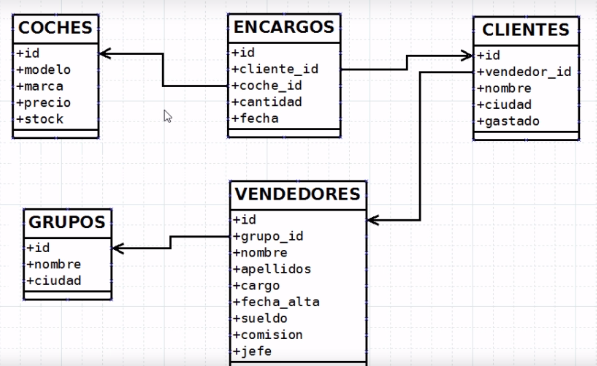 COCHES
+id
+modelo
+marca
+precio
+stock
ENCARGOS
+id
+cliente_id
+coche_id
+cantidad
+fecha
CLIENTES
+id
+vendedor_id
+nombre
+ciudad
+gastado
GRUPOS
+id
+nombre
+ciudad
VENDEDORES
+id
+grupo_id
+nombre
+apellidos
+cargo
+fecha_alta
+sueldo
+comision
+jefe